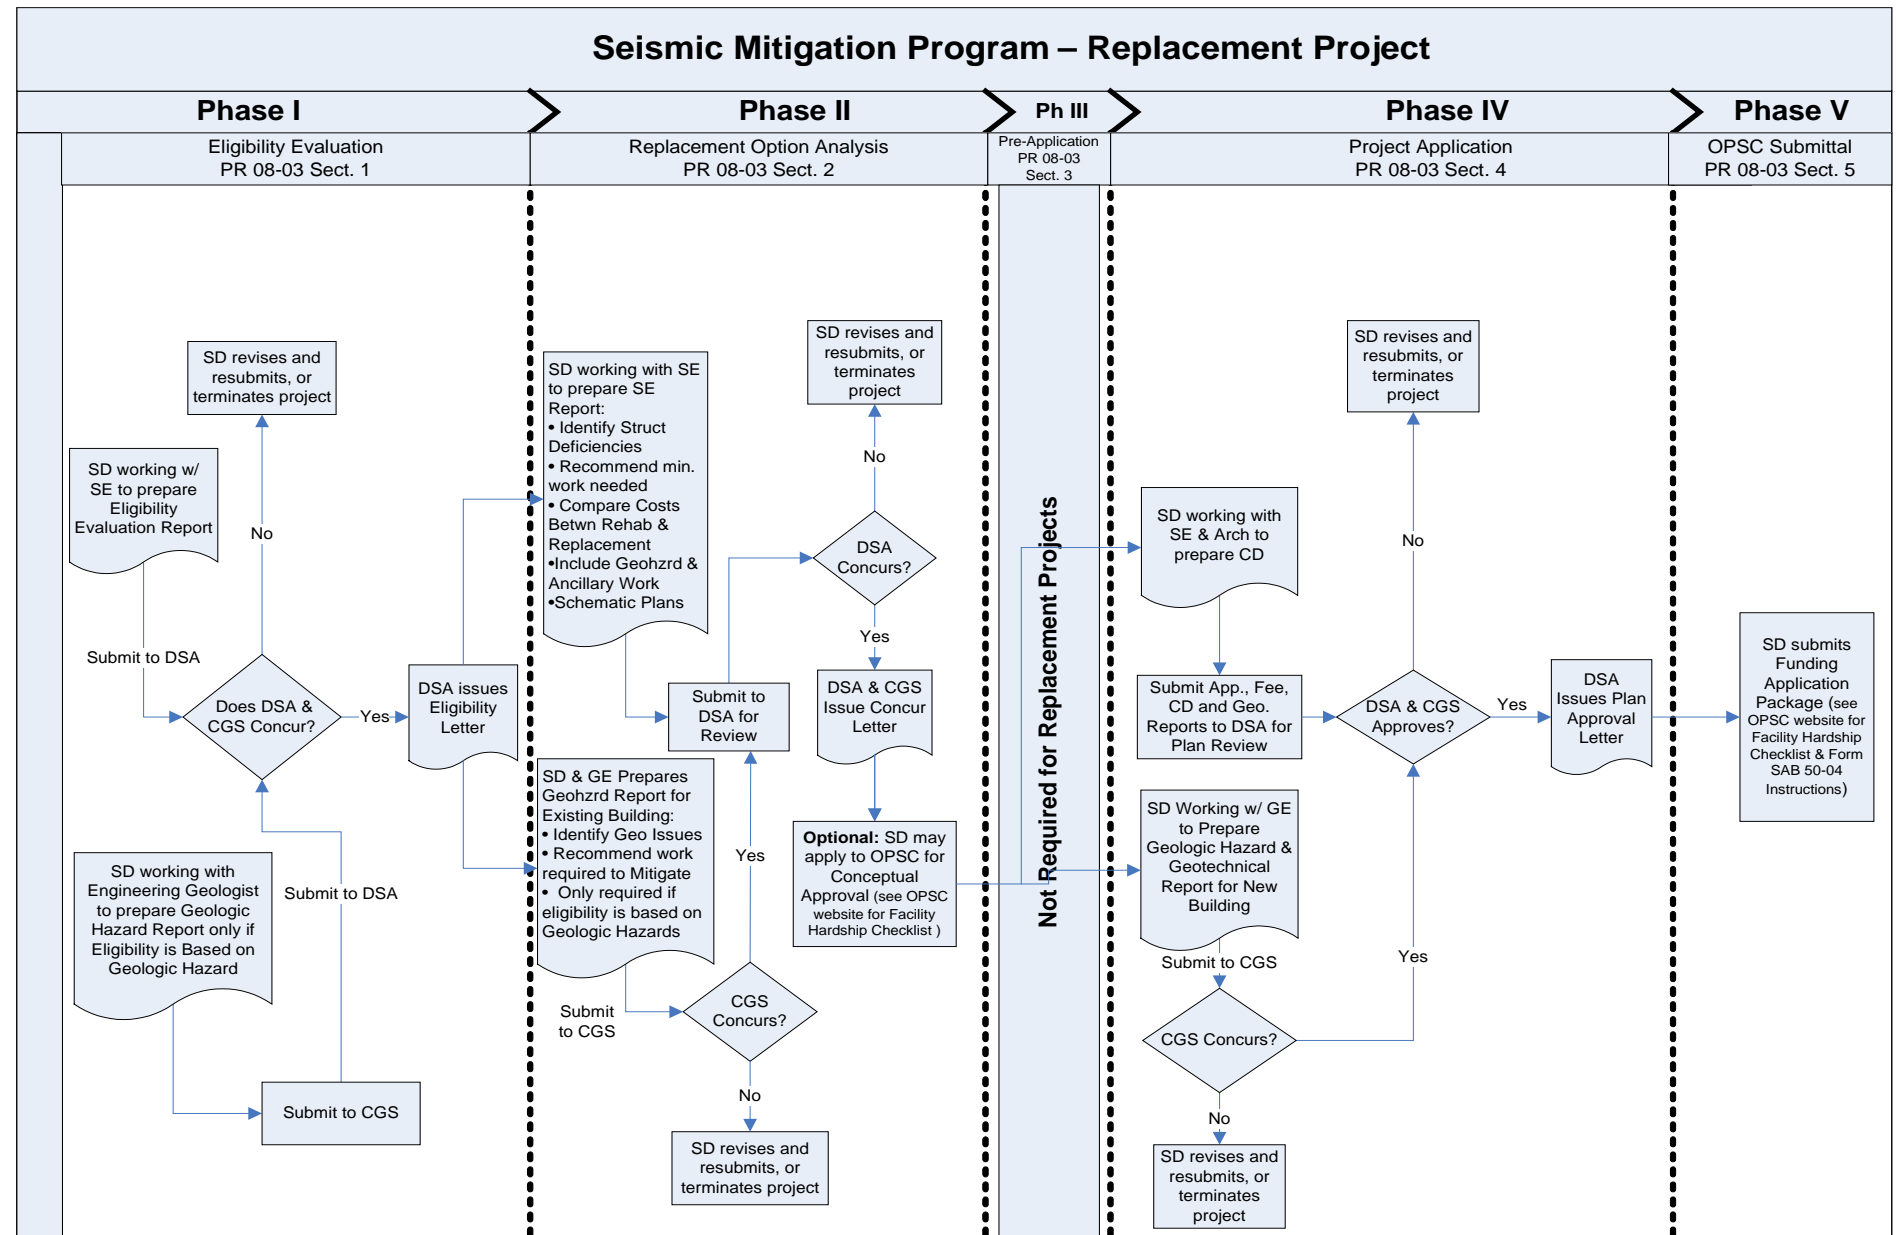 Seismic Mitigation Program – Replacement Project
Phase I
Phase II
Ph III
Phase IV
Phase V
Eligibility Evaluation
PR 08-03 Sect. 1
Replacement Option Analysis
PR 08-03 Sect. 2
Pre-Application
PR 08-03
Sect. 3
Project Application
PR 08-03 Sect. 4
OPSC Submittal
PR 08-03 Sect. 5
SD revises and
resubmits, or
terminates project
SD working w/
SE to prepare
Eligibility
Evaluation Report
No
Submit to DSA
Does DSA &
CGS Concur?
Yes
DSA issues
Eligibility
Letter
SD working with
Engineering Geologist
to prepare Geologic
Hazard Report only if
Eligibility is Based on
Geologic Hazard
Submit to DSA
Submit to CGS
SD working with SE
to prepare SE
Report:
• Identify Struct
Deficiencies
• Recommend min.
work needed
• Compare Costs
Betwn Rehab &
Replacement
•Include Geohzrd &
Ancillary Work
•Schematic Plans
SD revises and
resubmits, or
terminates
project
No
DSA
Concurs?
Yes
Submit to
DSA for
Review
DSA & CGS
Issue Concur
Letter
SD & GE Prepares
Geohzrd Report for
Existing Building:
• Identify Geo Issues
• Recommend work
required to Mitigate
• Only required if
eligibility is based on
Geologic Hazards
Yes
Optional: SD may
apply to OPSC for
Conceptual
Approval (see OPSC
website for Facility
Hardship Checklist )
Submit
to CGS
CGS
Concurs?
No
SD revises and
resubmits, or
terminates project
Not Required for Replacement Projects
SD revises and
resubmits, or
terminates
project
SD working with
SE & Arch to
prepare CD
No
Submit App., Fee,
CD and Geo.
Reports to DSA for
Plan Review
DSA & CGS
Approves?
Yes
DSA
Issues Plan
Approval
Letter
SD Working w/ GE
to Prepare
Geologic Hazard &
Geotechnical
Report for New
Building
Submit to CGS
Yes
CGS Concurs?
No
SD revises and
resubmits, or
terminates
project
SD submits
Funding
Application
Package (see
OPSC website for
Facility Hardship
Checklist & Form
SAB 50-04
Instructions)